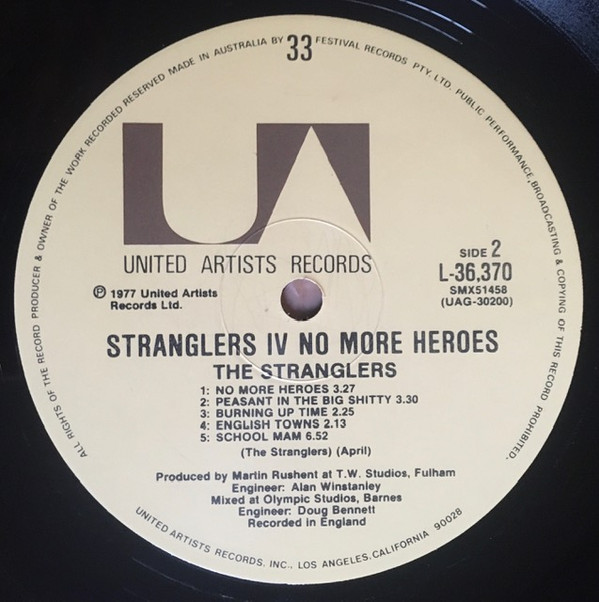 ALL RIGHTS OF THE RECORD PRODUCER & OWNER OF THE WORK RECORDED RESERVED MADE IN AUSTRALIA BY FESTIVAL RECORDS PTY. LTD. PUBLIC PERFORMANCE, BROADCASTING & COPYING OF THIS RECORD PROHIBITED.
33
UA
UNITED ARTISTS RECORDS
SIDE 2
L-36,370
SMX51458
(UAG-30200)
℗ 1977 United Artists
Records Ltd.
STRANGLERS IV NO MORE HEROES
THE STRANGLERS
1: NO MORE HEROES 3.27
2: PEASANT IN THE BIG SHITTY 3.30
3: BURNING UP TIME 2.25
4: ENGLISH TOWNS 2.13
5: SCHOOL MAM 6.52
(The Stranglers) (April)
Produced by Martin Rushent at T.W. Studios, Fulham
Engineer: Alan Winstanley
Mixed at Olympic Studios, Barnes
Engineer: Doug Bennett
Recorded in England
UNITED ARTISTS RECORDS, INC., LOS ANGELES, CALIFORNIA 90028